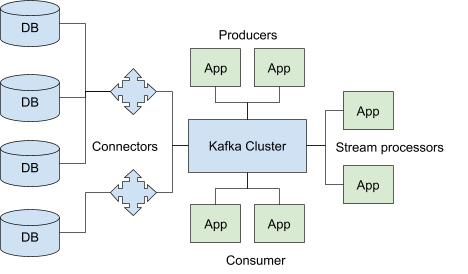 DB
Producers
App App
DB
App
Connectors
Kafka Cluster
Stream processors
DB
App
App App
DB
Consumer